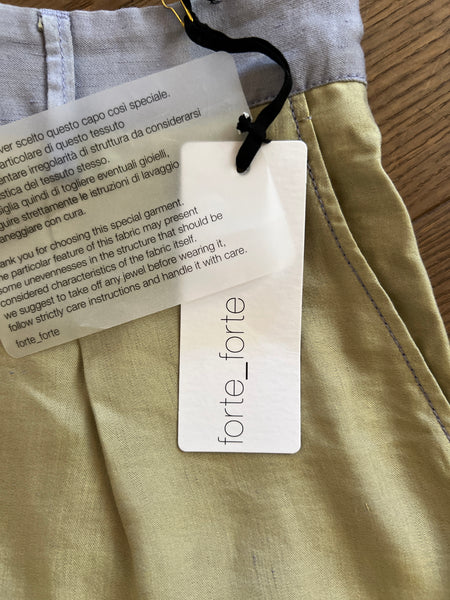 ver scelto questo capo così speciale.
articolare di questo tessuto
entare irregolarità di struttura da considerarsi
stica del tessuto stesso.
siglia quindi di togliere eventuali gioielli,
guire strettamente le istruzioni di lavaggio
aneggiare con cura.
ank you for choosing this special garment.
he particular feature of this fabric may present
some unevennesses in the structure that should be
considered characteristics of the fabric itself.
we suggest to take off any jewel before wearing it,
follow strictly care instructions and handle it with care.
forte_forte
forte_forte